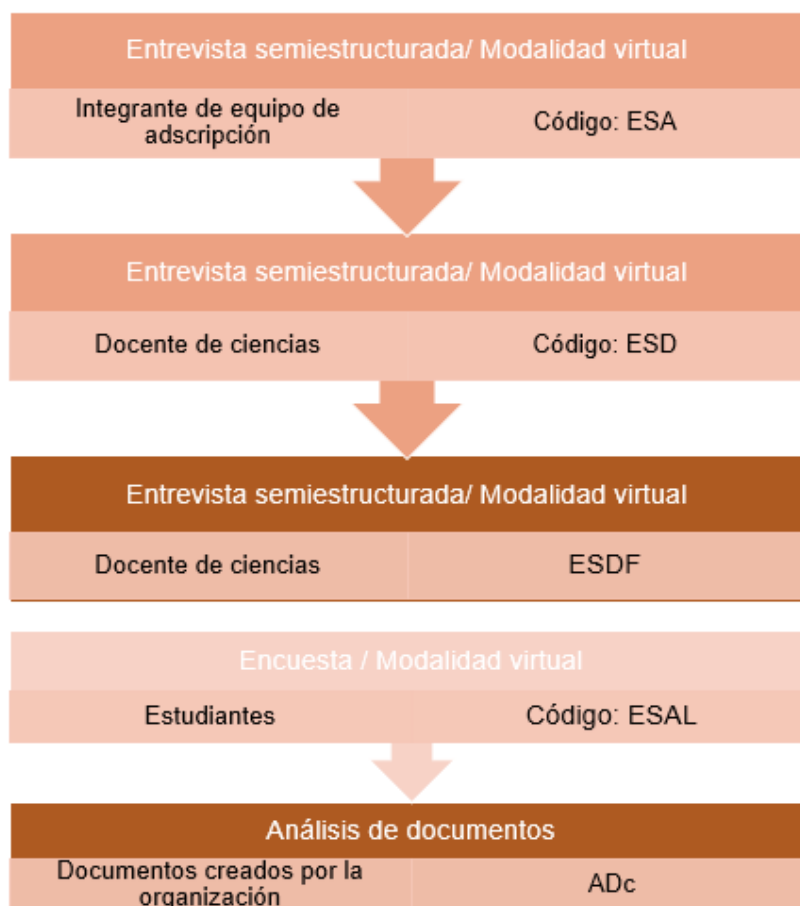 Entrevista semiestructurada/ Modalidad virtual
Integrante de equipo de
adscripción
Código: ESA
Entrevista semiestructurada/ Modalidad virtual
Docente de ciencias
Código: ESD
Entrevista semiestructurada/ Modalidad virtual
Docente de ciencias
ESDF
Encuesta / Modalidad virtual
Estudiantes
Código: ESAL
Análisis de documentos
Documentos creados por la
organización
ADc